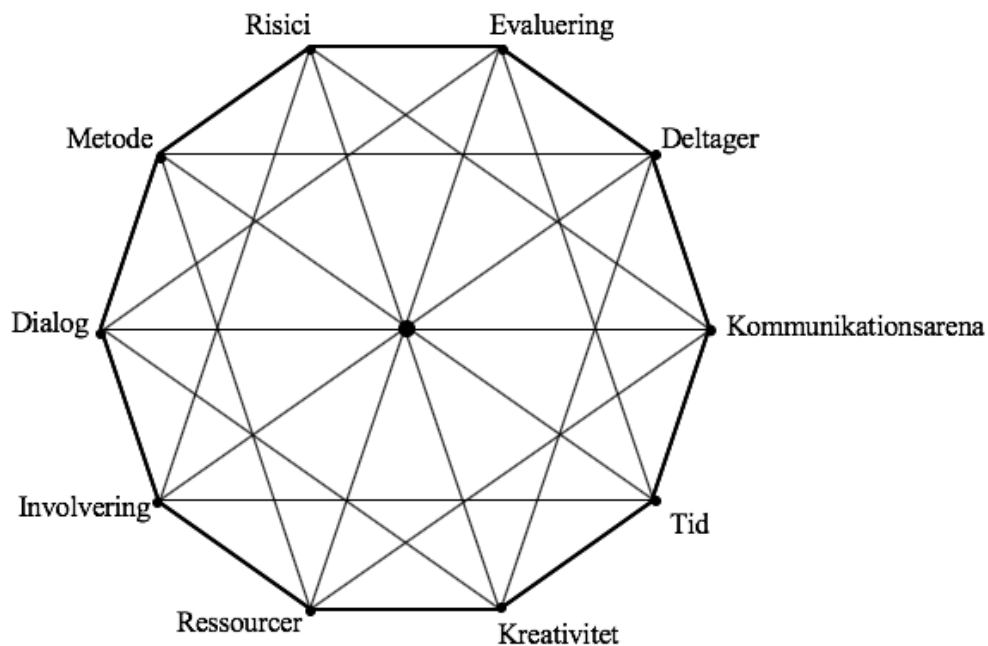 Risici
Evaluering
Metode
Deltager
Dialog
Kommunikationsarena
Involvering
Tid
Ressourcer
Kreativitet